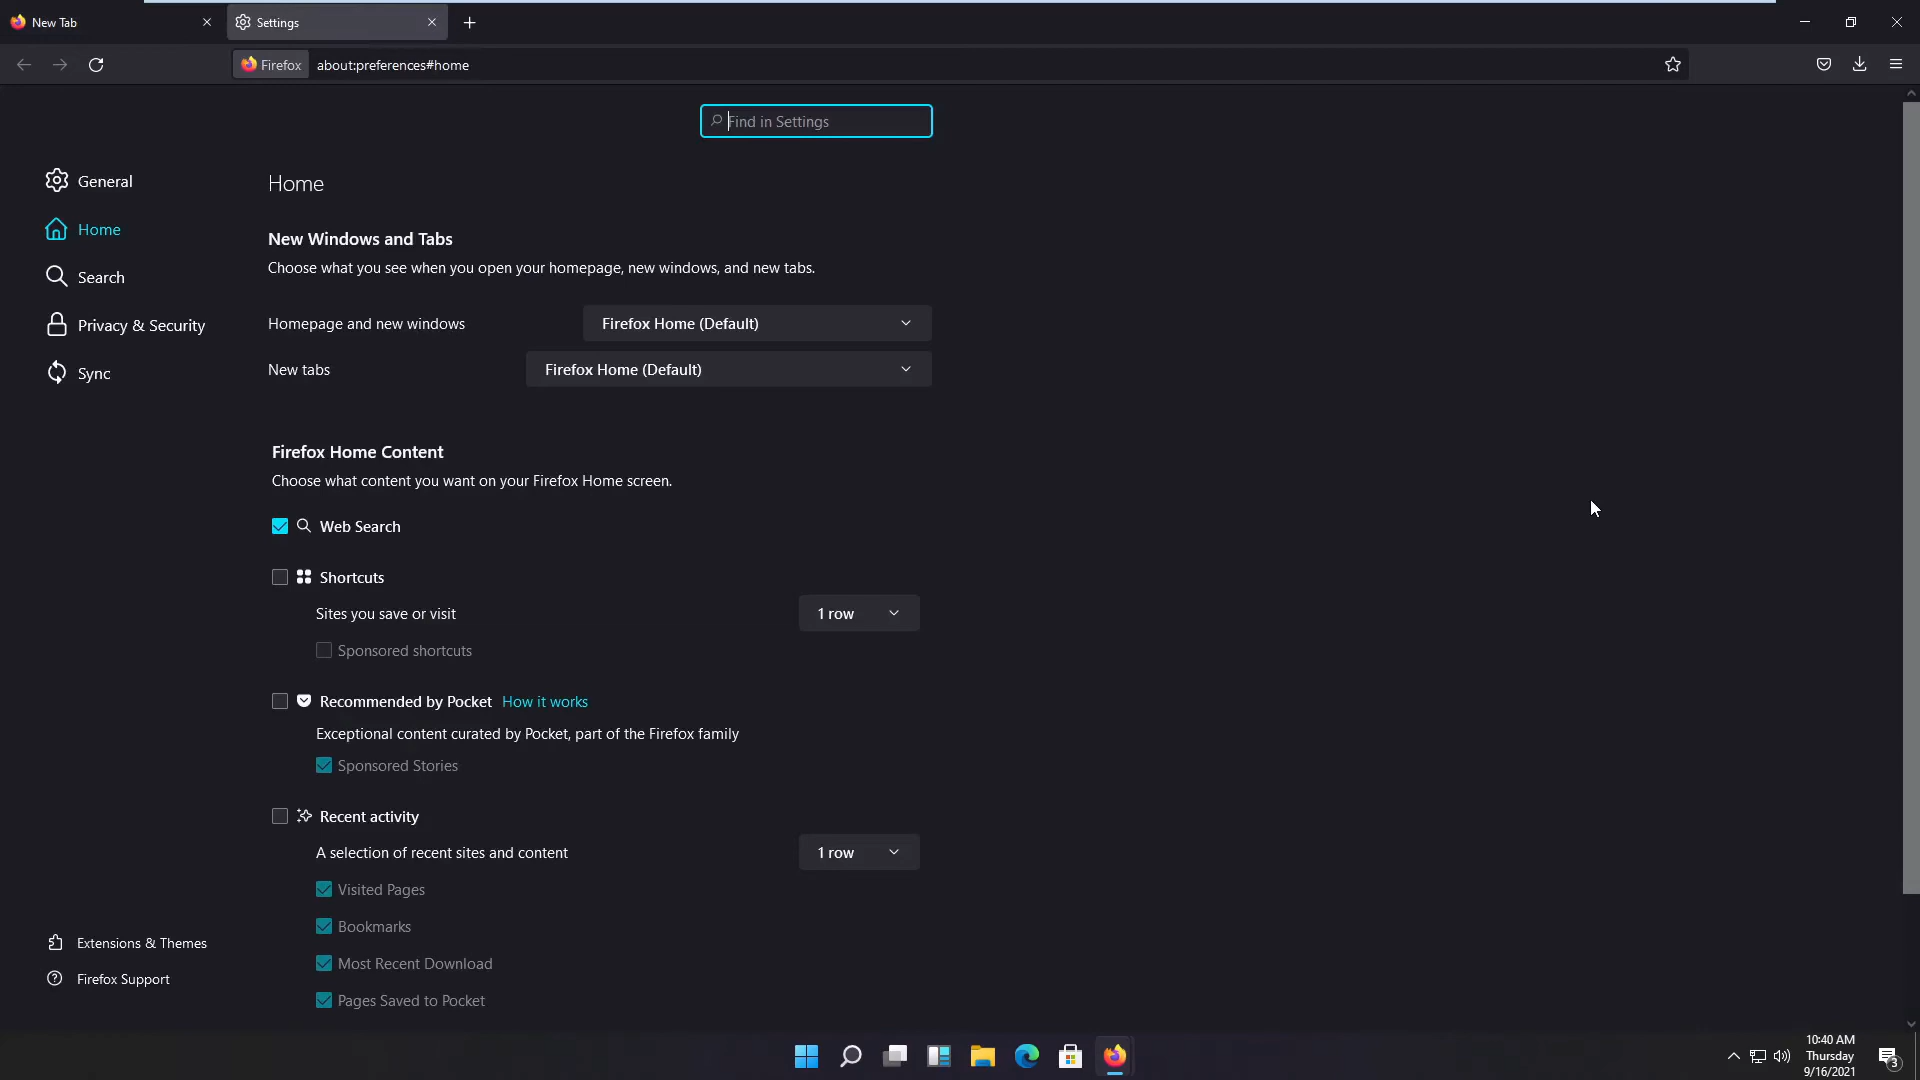 New Tab
Settings
Firefox
about:preferences#home
Find in Settings
General
Home
Search
Privacy & Security
Sync
Home
New Windows and Tabs
Choose what you see when you open your homepage, new windows, and new tabs.
Homepage and new windows
Firefox Home (Default)
New tabs
Firefox Home (Default)
Firefox Home Content
Choose what content you want on your Firefox Home screen.
Web Search
Shortcuts
Sites you save or visit
1 row
Sponsored shortcuts
Recommended by Pocket How it works
Exceptional content curated by Pocket, part of the Firefox family
Sponsored Stories
Recent activity
A selection of recent sites and content
1 row
Visited Pages
Bookmarks
Most Recent Download
Pages Saved to Pocket
Extensions & Themes
Firefox Support
10:40 AM
Thursday
9/16/2021
3